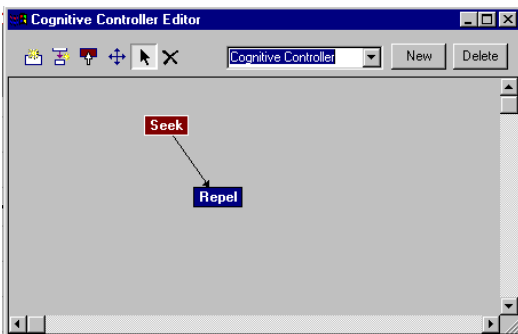 Cognitive Controller Editor
Cognitive Controller New Delete
Seek
Repel